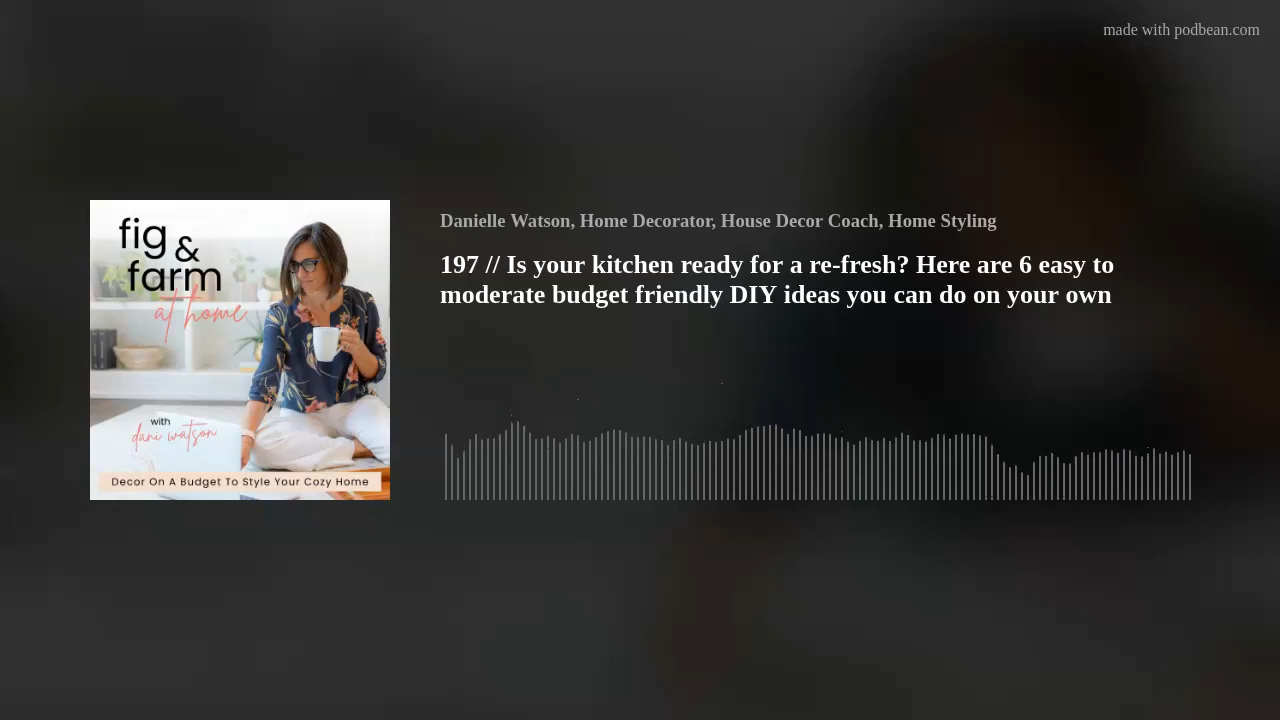 made with podbean.com
fig &
farm
at home
with
dani watson
Decor On A Budget To Style Your Cozy Home
Danielle Watson, Home Decorator, House Decor Coach, Home Styling
197 // Is your kitchen ready for a re-fresh? Here are 6 easy to
moderate budget friendly DIY ideas you can do on your own